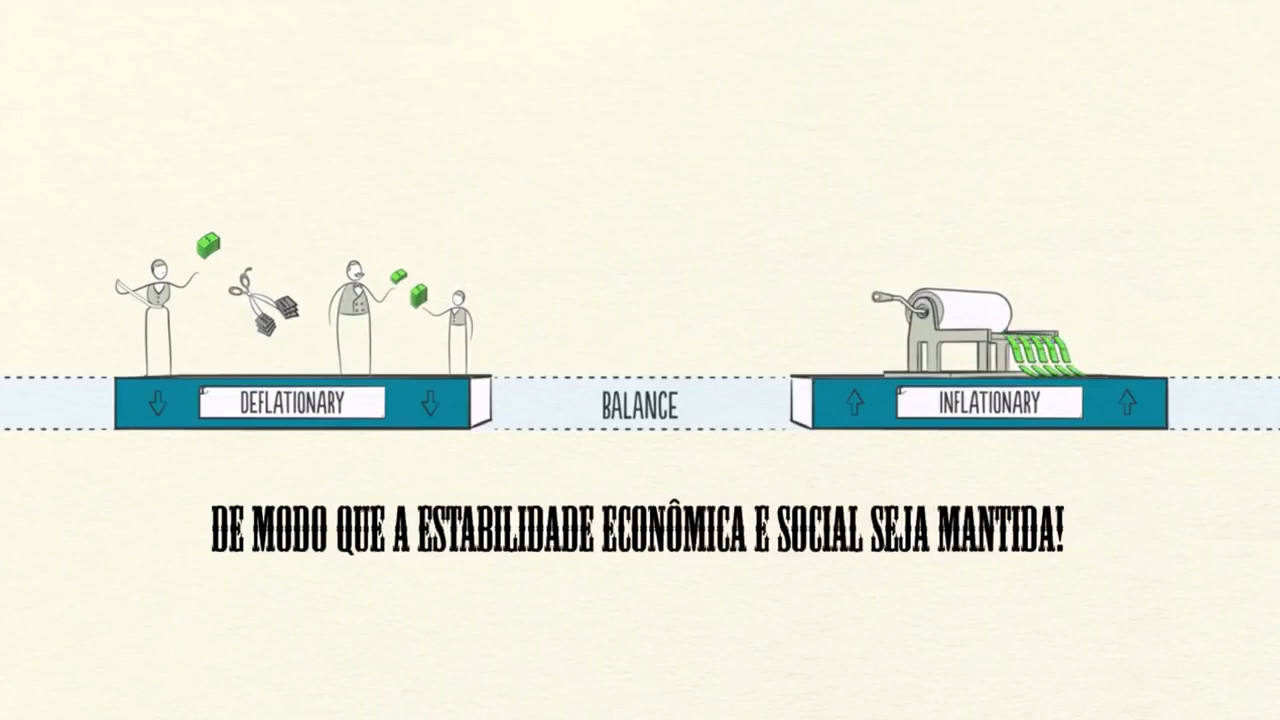 DEFLATIONARY
BALANCE
INFLATIONARY
DE MODO QUE A ESTABILIDADE ECONÔMICA E SOCIAL SEJA MANTIDA!